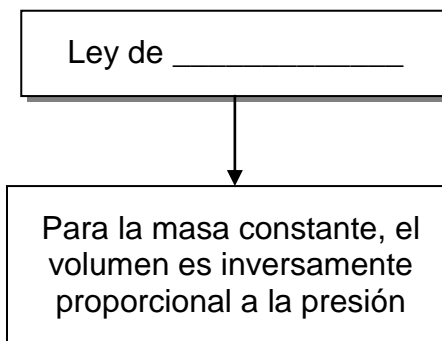 Ley de _____________
Para la masa constante, el
volumen es inversamente
proporcional a la presión